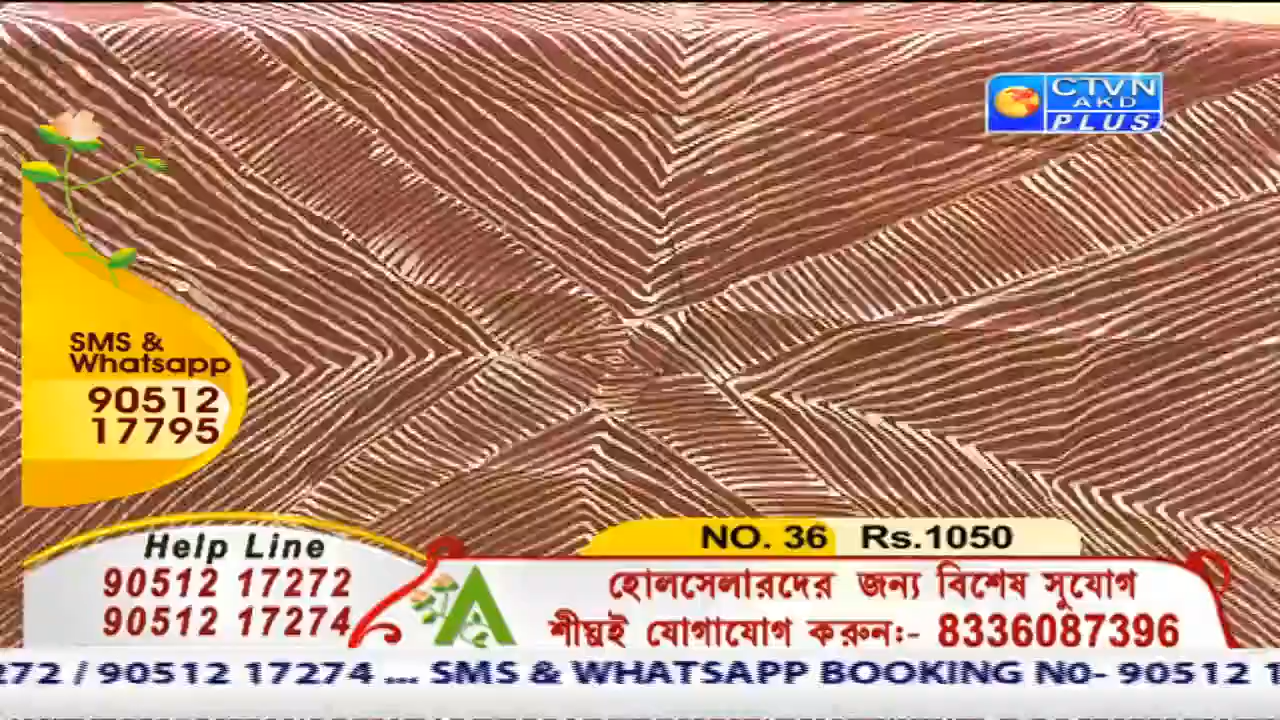 CTVN
AKD
PLUS
SMS &
Whatsapp
90512
17795
NO. 36 Rs.1050
Help Line
90512 17272
90512 17274
হোলসেলারদের জন্য বিশেষ সুযোগ
শীঘ্রই যোগাযোগ করুন:- 8336087396
272 / 90512 17274 ... SMS & WHATSAPP BOOKING N0- 90512 1